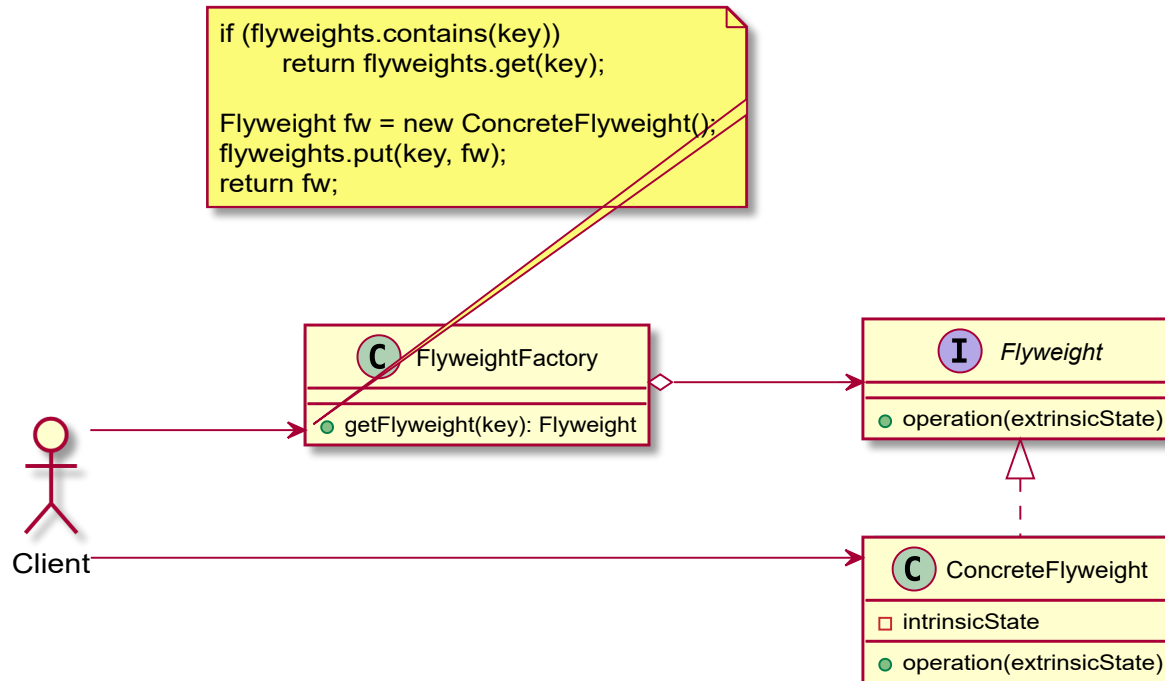 if (flyweights.contains(key))
return flyweights.get(key);
Flyweight fw = new ConcreteFlyweight();
flyweights.put(key, fw);
return fw;
C FlyweightFactory
getFlyweight(key): Flyweight
I Flyweight
operation(extrinsicState)
Client
C ConcreteFlyweight
intrinsicState
operation(extrinsicState)